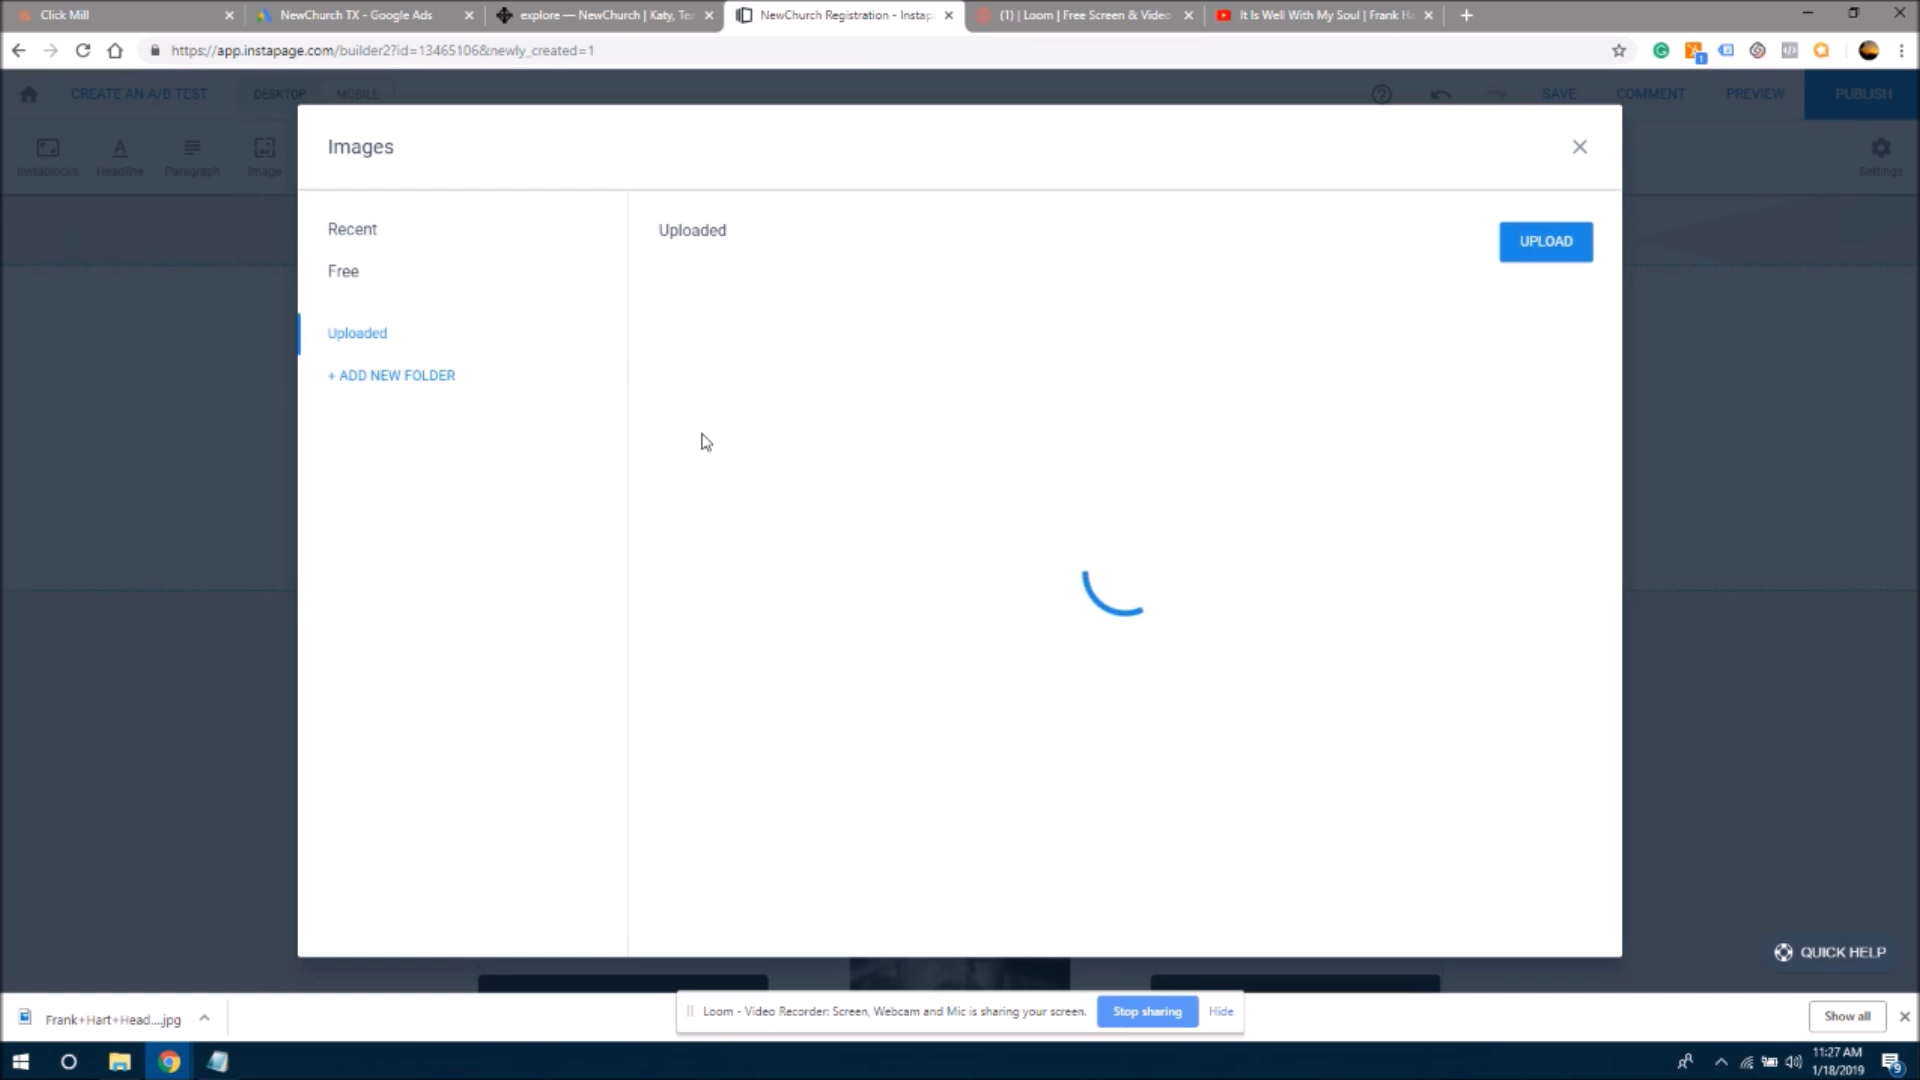 Click Mill
NewChurch TX - Google Ads
explore — NewChurch | Katy, Te
NewChurch Registration - Instap
(1) | Loom | Free Screen & Video
It Is Well With My Soul | Frank Ha
https://app.instapage.com/builder2?id=13465106&newly_created=1
CREATE AN A/B TEST
DESKTOP
MOBILE
SAVE
COMMENT
PREVIEW
PUBLISH
Instablocks
Headline
Paragraph
Image
Settings
Images
Recent
Free
Uploaded
+ ADD NEW FOLDER
Uploaded
UPLOAD
QUICK HELP
Frank+Hart+Head....jpg
Loom - Video Recorder: Screen, Webcam and Mic is sharing your screen.
Stop sharing
Hide
Show all
11:27 AM
1/18/2019
9